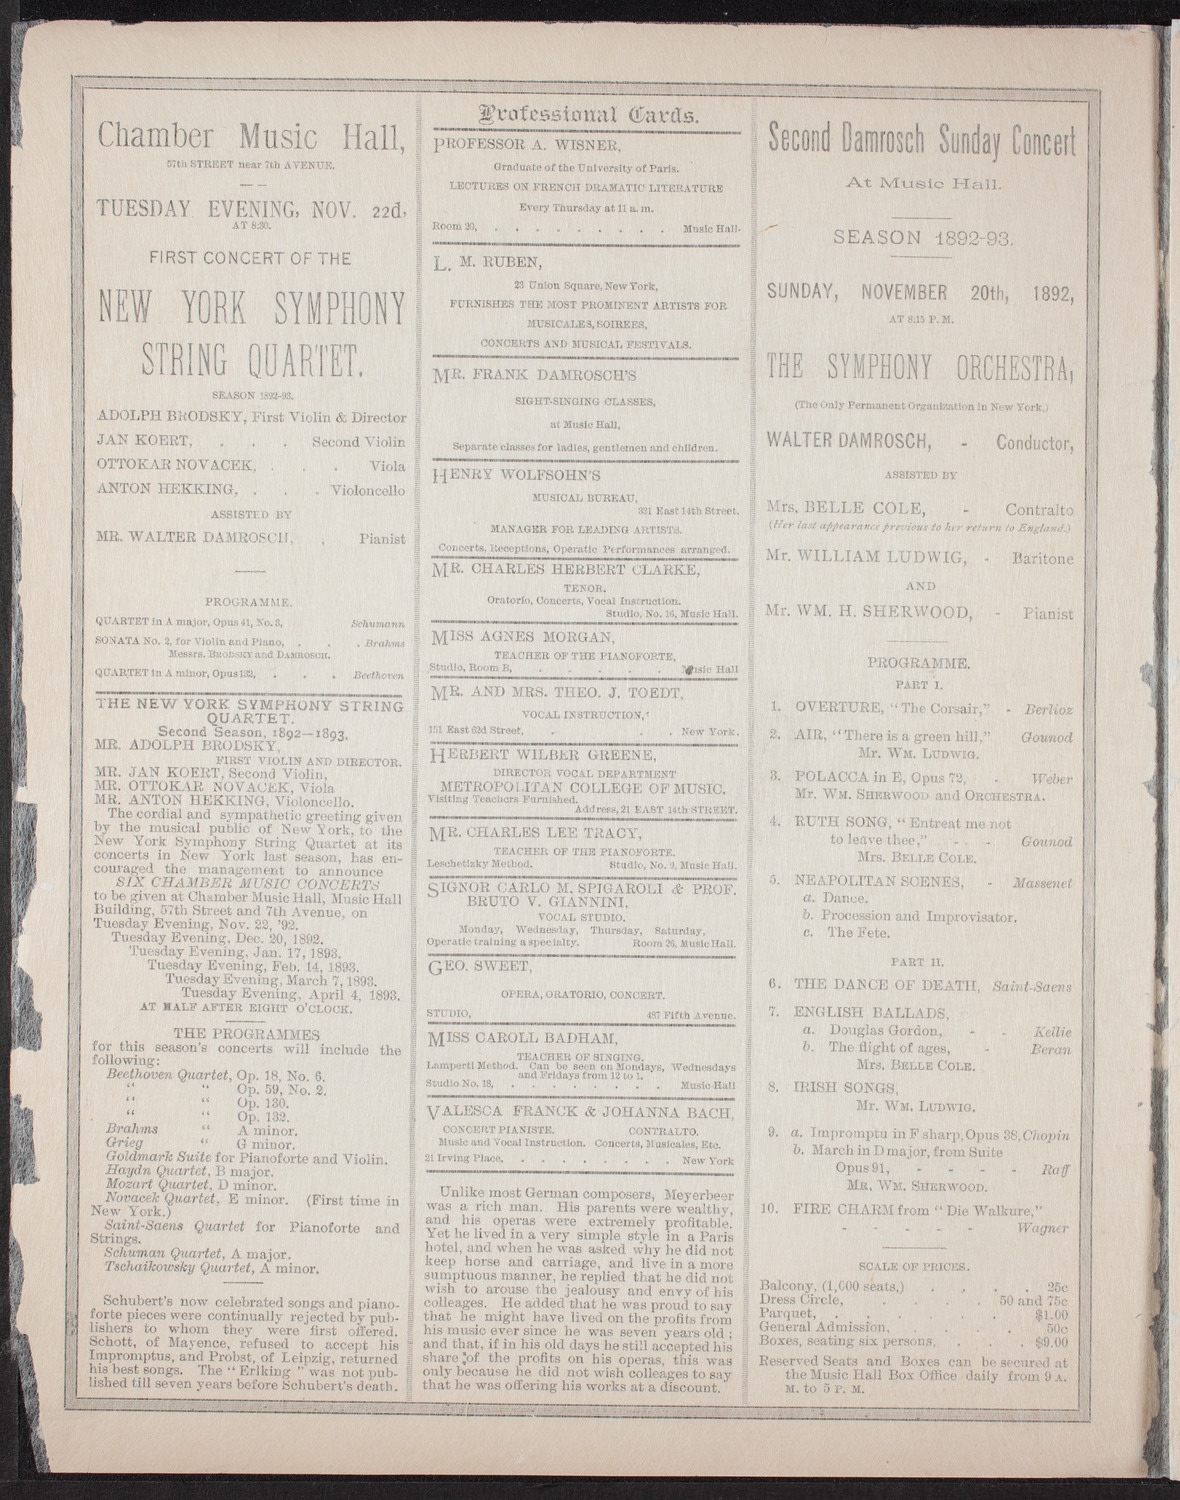 Chamber Music Hall,
57th STREET near 7th AVENUE.
TUESDAY EVENING, NOV. 22d,
AT 8:30.
FIRST CONCERT OF THE
NEW YORK SYMPHONY
STRING QUARTET.
SEASON 1892-93.
ADOLPH BRODSKY, First Violin & Director
JAN KOERT, . . . Second Violin
OTTOKAR NOVACEK, . . . Viola
ANTON HEKKING, . . . Violoncello
ASSISTED BY
MR. WALTER DAMROSCH, . Pianist
PROGRAMME.
QUARTET in A major, Opus 41, No. 3, Schumann
SONATA No. 2, for Violin and Piano, . . . Brahms
Messrs. BRODSKY and DAMROSCH.
QUARTET in A minor, Opus 132, . . . Beethoven
THE NEW YORK SYMPHONY STRING
QUARTET.
Second Season, 1892—1893.
MR. ADOLPH BRODSKY,
FIRST VIOLIN AND DIRECTOR.
MR. JAN KOERT, Second Violin,
MR. OTTOKAR NOVACEK, Viola
MR. ANTON HEKKING, Violoncello.
The cordial and sympathetic greeting given
by the musical public of New York, to the
New York Symphony String Quartet at its
concerts in New York last season, has en-
couraged the management to announce
SIX CHAMBER MUSIC CONCERTS
to be given at Chamber Music Hall, Music Hall
Building, 57th Street and 7th Avenue, on
Tuesday Evening, Nov. 22, '92.
Tuesday Evening, Dec. 20, 1892.
Tuesday Evening, Jan. 17, 1893.
Tuesday Evening, Feb. 14, 1893.
Tuesday Evening, March 7, 1893.
Tuesday Evening, April 4, 1893.
AT HALF AFTER EIGHT O'CLOCK.
THE PROGRAMMES
for this season's concerts will include the
following:
Beethoven Quartet, Op. 18, No. 6.
" " Op. 59, No. 2.
" " Op. 130.
" " Op. 132.
Brahms " A minor.
Grieg " G minor.
Goldmark Suite for Pianoforte and Violin.
Haydn Quartet, B major.
Mozart Quartet, D minor.
Novacek Quartet, E minor. (First time in
New York.)
Saint-Saens Quartet for Pianoforte and
Strings.
Schuman Quartet, A major.
Tschaikowsky Quartet, A minor.
Schubert's now celebrated songs and piano-
forte pieces were continually rejected by pub-
lishers to whom they were first offered.
Schott, of Mayence, refused to accept his
Impromptus, and Probst, of Leipzig, returned
his best songs. The "Erlking" was not pub-
lished till seven years before Schubert's death.
Professional Cards.
PROFESSOR A. WISNER,
Graduate of the University of Paris.
LECTURES ON FRENCH DRAMATIC LITERATURE
Every Thursday at 11 a. m.
Room 20, . . . . . . . . . Music Hall.
L. M. RUBEN,
23 Union Square, New York,
FURNISHES THE MOST PROMINENT ARTISTS FOR
MUSICALES, SOIREES,
CONCERTS AND MUSICAL FESTIVALS.
MR. FRANK DAMROSCH'S
SIGHT-SINGING CLASSES,
at Music Hall,
Separate classes for ladies, gentlemen and children.
HENRY WOLFSOHN'S
MUSICAL BUREAU,
331 East 14th Street.
MANAGER FOR LEADING ARTISTS.
Concerts, Receptions, Operatic Performances arranged.
MR. CHARLES HERBERT CLARKE,
TENOR.
Oratorio, Concerts, Vocal Instruction.
Studio, No. 16, Music Hall.
MISS AGNES MORGAN,
TEACHER OF THE PIANOFORTE,
Studio, Room B, . . . . . Music Hall
MR. AND MRS. THEO. J. TOEDT,
VOCAL INSTRUCTION,
151 East 62d Street, . . . New York.
HERBERT WILBER GREENE,
DIRECTOR VOCAL DEPARTMENT
METROPOLITAN COLLEGE OF MUSIC.
Visiting Teachers Furnished.
Address, 21 EAST 14th STREET.
MR. CHARLES LEE TRACY,
TEACHER OF THE PIANOFORTE.
Leschetizky Method. Studio, No. 9, Music Hall.
SIGNOR CARLO M. SPIGAROLI & PROF.
BRUTO V. GIANNINI,
VOCAL STUDIO.
Monday, Wednesday, Thursday, Saturday,
Operatic training a specialty. Room 26, Music Hall.
GEO. SWEET,
OPERA, ORATORIO, CONCERT.
STUDIO, 487 Fifth Avenue.
MISS CAROLL BADHAM,
TEACHER OF SINGING.
Lamperti Method. Can be seen on Mondays, Wednesdays
and Fridays from 12 to 1.
Studio No. 18, . . . . . . . . Music Hall
VALESCA FRANCK & JOHANNA BACH,
CONCERT PIANISTE. CONTRALTO.
Music and Vocal Instruction. Concerts, Musicales, Etc.
21 Irving Place, . . . . . . . . New York
Unlike most German composers, Meyerbeer
was a rich man. His parents were wealthy,
and his operas were extremely profitable.
Yet he lived in a very simple style in a Paris
hotel, and when he was asked why he did not
keep horse and carriage, and live in a more
sumptuous manner, he replied that he did not
wish to arouse the jealousy and envy of his
colleages. He added that he was proud to say
that he might have lived on the profits from
his music ever since he was seven years old ;
and that, if in his old days he still accepted his
share of the profits on his operas, this was
only because he did not wish colleages to say
that he was offering his works at a discount.
Second Damrosch Sunday Concert
At Music Hall.
SEASON 1892-93.
SUNDAY, NOVEMBER 20th, 1892,
AT 8:15 P. M.
THE SYMPHONY ORCHESTRA,
(The Only Permanent Organization in New York,)
WALTER DAMROSCH, - Conductor,
ASSISTED BY
Mrs. BELLE COLE, - Contralto
(Her last appearance previous to her return to England.)
Mr. WILLIAM LUDWIG, - Baritone
AND
Mr. WM. H. SHERWOOD, - Pianist
PROGRAMME.
PART I.
1. OVERTURE, "The Corsair," - Berlioz
2. AIR, "There is a green hill," Gounod
Mr. WM. LUDWIG.
3. POLACCA in E, Opus 72, - Weber
Mr. WM. SHERWOOD and ORCHESTRA.
4. RUTH SONG, "Entreat me not
to leave thee," - - Gounod
Mrs. BELLE COLE.
5. NEAPOLITAN SCENES, - Massenet
a. Dance.
b. Procession and Improvisator.
c. The Fete.
PART II.
6. THE DANCE OF DEATH, Saint-Saens
7. ENGLISH BALLADS,
a. Douglas Gordon, - - Kellie
b. The flight of ages, - Beran
Mrs. BELLE COLE.
8. IRISH SONGS,
Mr. WM. LUDWIG.
9. a. Impromptu in F sharp, Opus 38, Chopin
b. March in D major, from Suite
Opus 91, - - - - Raff
MR. WM. SHERWOOD.
10. FIRE CHARM from "Die Walkure,"
- - - - - Wagner
SCALE OF PRICES.
Balcony, (1,000 seats,) . . . . 25c
Dress Circle, . . . . 50 and 75c
Parquet, . . . . . . . $1.00
General Admission, . . . . 50c
Boxes, seating six persons, . . . $9.00
Reserved Seats and Boxes can be secured at
the Music Hall Box Office daily from 9 A.
M. to 5 P. M.